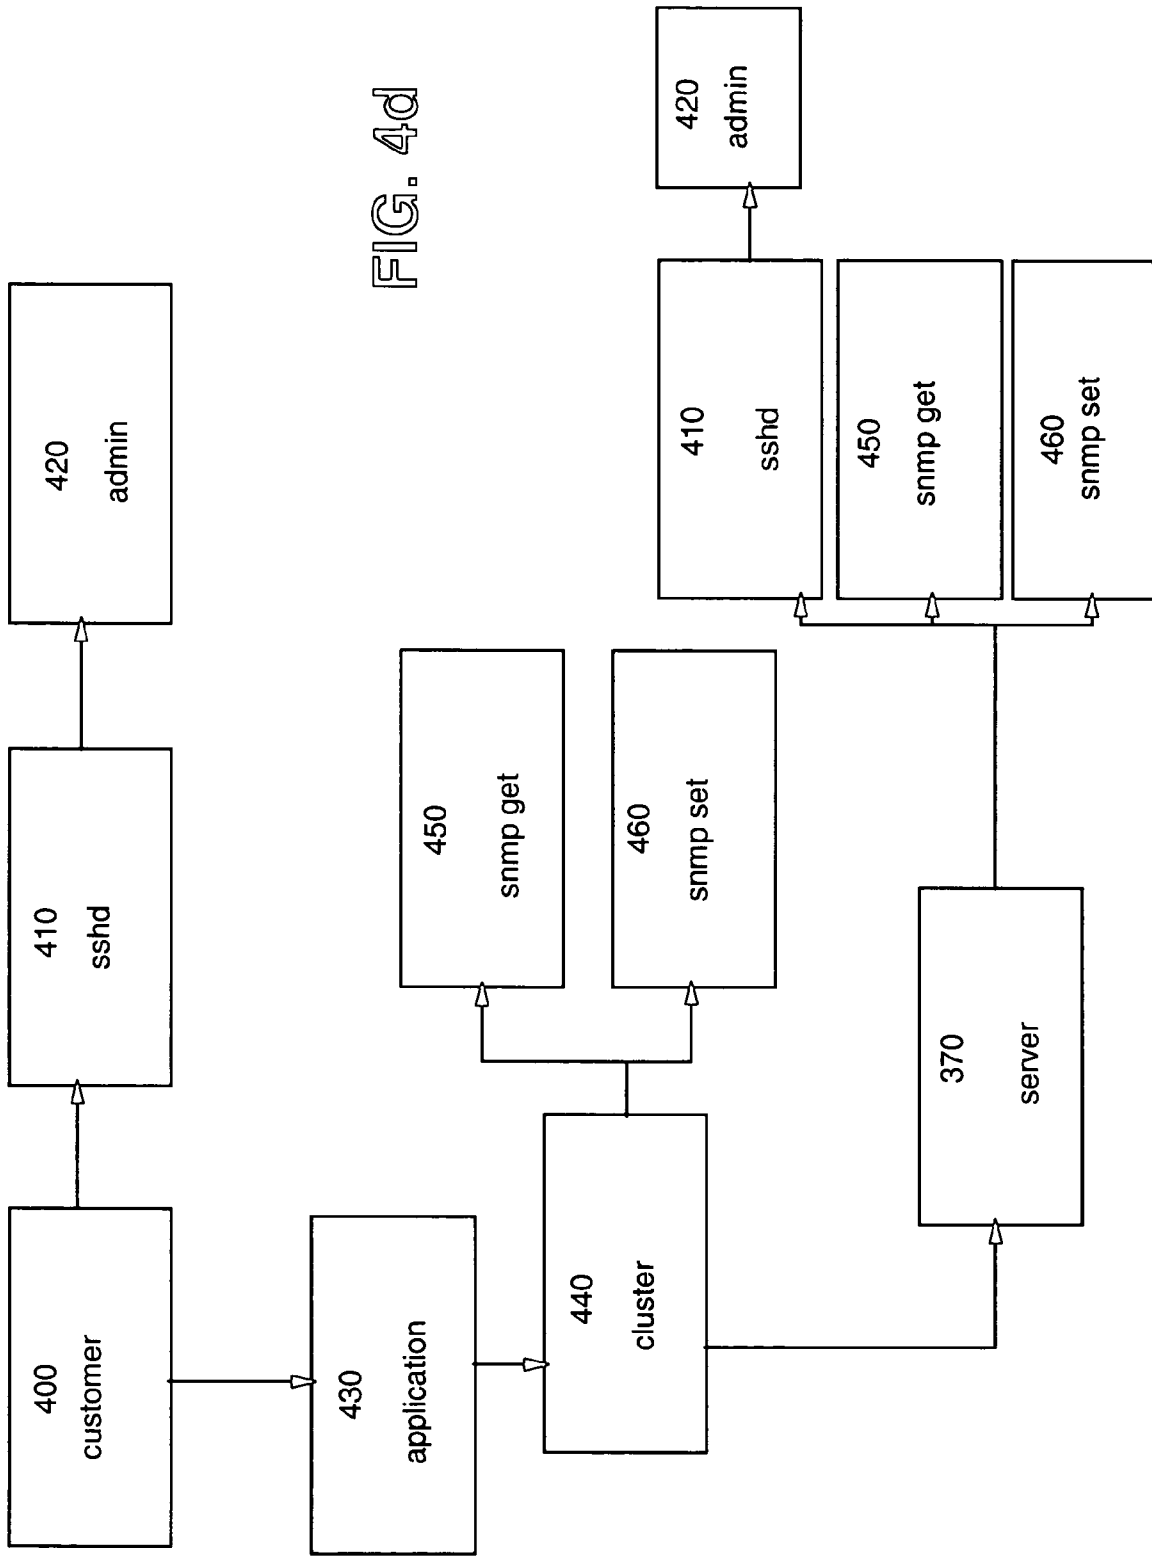 400
customer
410
sshd
420
admin
430
application
FIG. 4d
440
cluster
450
snmp get
460
snmp set
370
server
410
sshd
420
admin
450
snmp get
460
snmp set